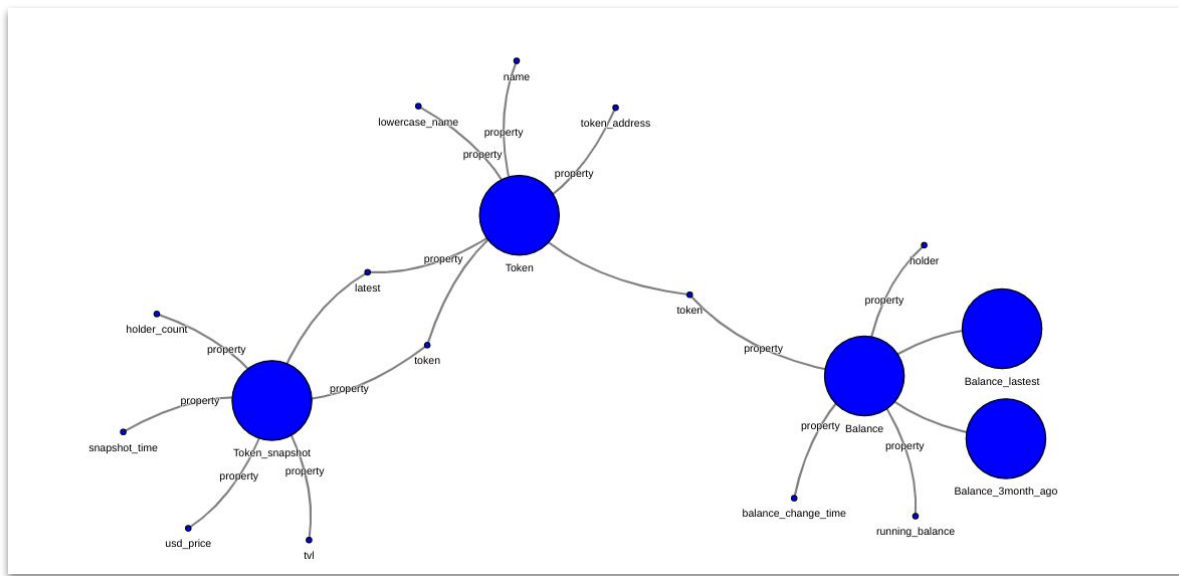 name
lowercase_name
token_address
property
property
property
Token
property
latest
token
token
holder
property
holder_count
property
property
property
Balance_lastest
property
snapshot_time
Token_snapshot
property
property
usd_price
tvl
Balance
property
property
Balance_3month_ago
balance_change_time
running_balance